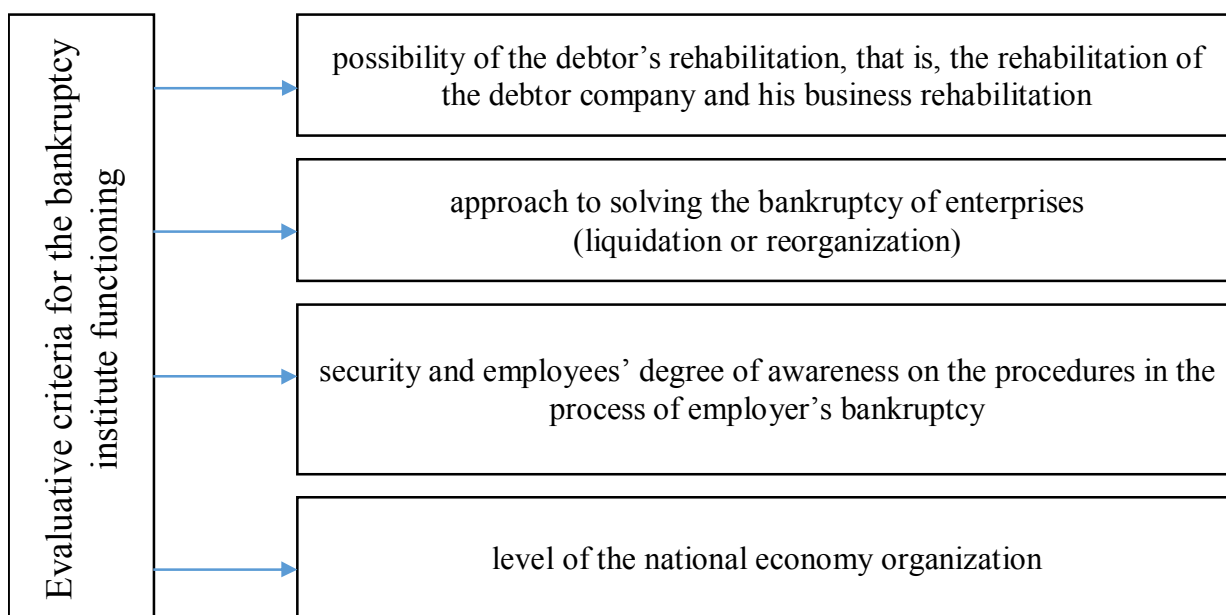 Evaluative criteria for the bankruptcy
institute functioning
possibility of the debtor’s rehabilitation, that is, the rehabilitation of
the debtor company and his business rehabilitation
approach to solving the bankruptcy of enterprises
(liquidation or reorganization)
security and employees’ degree of awareness on the procedures in the
process of employer’s bankruptcy
level of the national economy organization